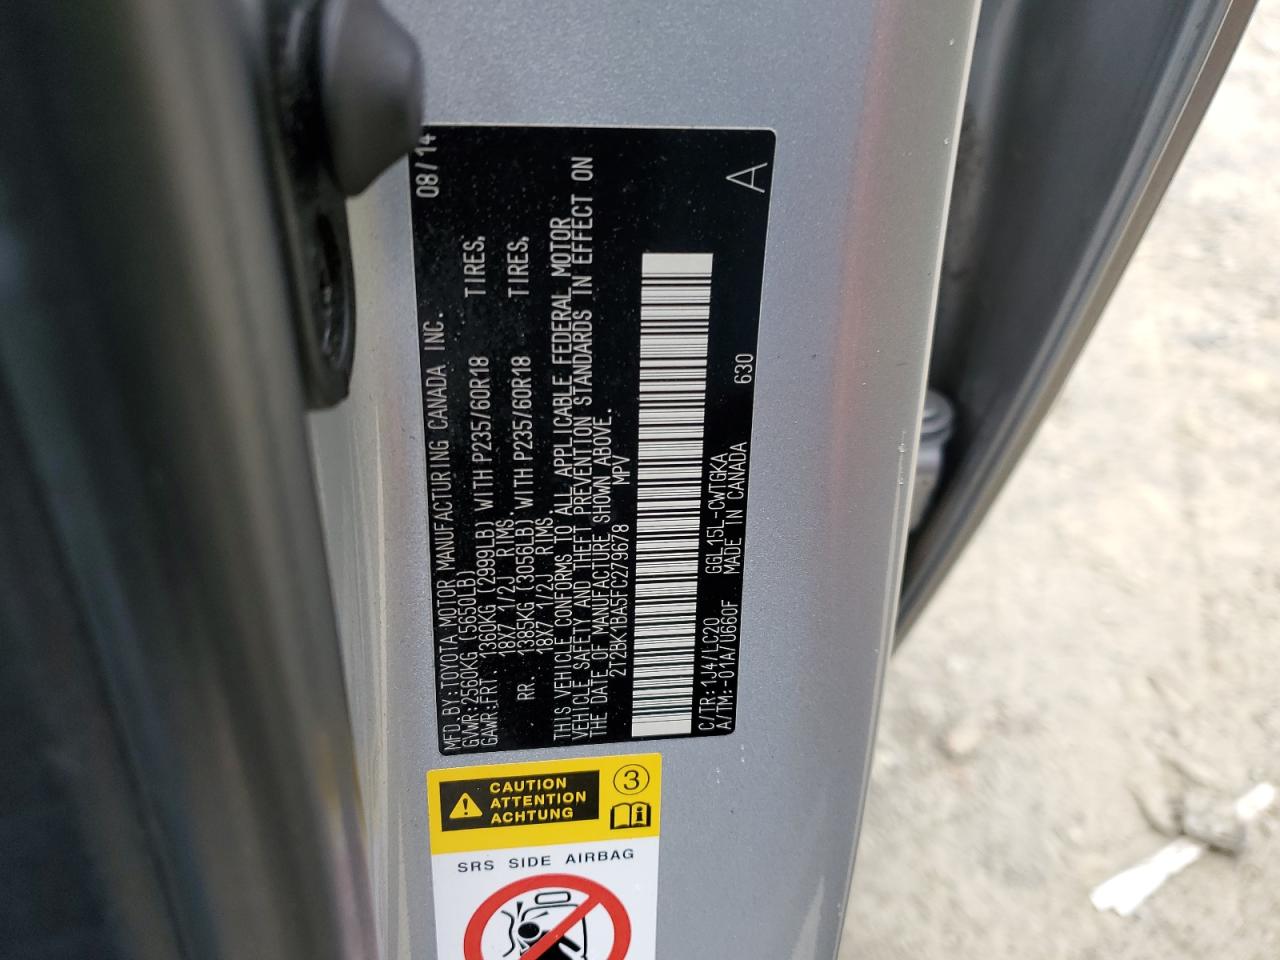 MFD.BY:TOYOTA MOTOR MANUFACTURING CANADA INC. 08/14
GVWR:2560KG (5650LB)
GAWR:FRT. 1360KG (2999LB) WITH P235/60R18 TIRES,
18X7 1/2J RIMS.
RR. 1385KG (3056LB) WITH P235/60R18 TIRES,
18X7 1/2J RIMS
THIS VEHICLE CONFORMS TO ALL APPLICABLE FEDERAL MOTOR
VEHICLE SAFETY AND THEFT PREVENTION STANDARDS IN EFFECT ON
THE DATE OF MANUFACTURE SHOWN ABOVE.
2T2BK1BA5FC279678 MPV
C/TR:1J4/LC20 GGL15L-CWTGKA
A/TM:-01A/U660F MADE IN CANADA 630
A
CAUTION
ATTENTION
ACHTUNG
3
i
SRS SIDE AIRBAG